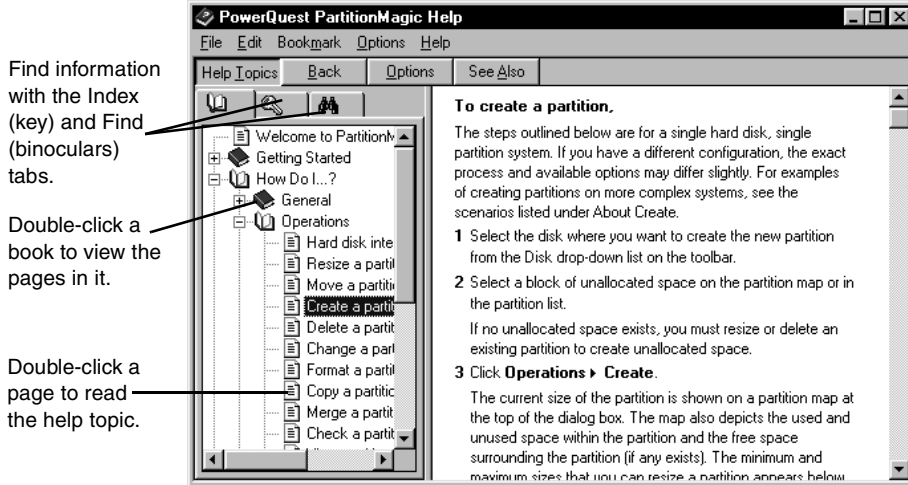 PowerQuest PartitionMagic Help
File Edit Bookmark Options Help
Help Topics Back Options See Also
Find information
with the Index
(key) and Find
(binoculars)
tabs.
Double-click a
book to view the
pages in it.
Double-click a
page to read
the help topic.
Welcome to PartitionM
Getting Started
How Do I...?
General
Operations
Hard disk inte
Resize a partit
Move a partitio
Create a partit
Delete a partit
Change a part
Format a partit
Copy a partitio
Merge a partit
Check a partit
To create a partition,
The steps outlined below are for a single hard disk, single
partition system. If you have a different configuration, the exact
process and available options may differ slightly. For examples
of creating partitions on more complex systems, see the
scenarios listed under About Create.
1 Select the disk where you want to create the new partition
from the Disk drop-down list on the toolbar.
2 Select a block of unallocated space on the partition map or in
the partition list.
If no unallocated space exists, you must resize or delete an
existing partition to create unallocated space.
3 Click Operations ▸ Create.
The current size of the partition is shown on a partition map at
the top of the dialog box. The map also depicts the used and
unused space within the partition and the free space
surrounding the partition (if any exists). The minimum and
maximum sizes that you can resize a partition appears below